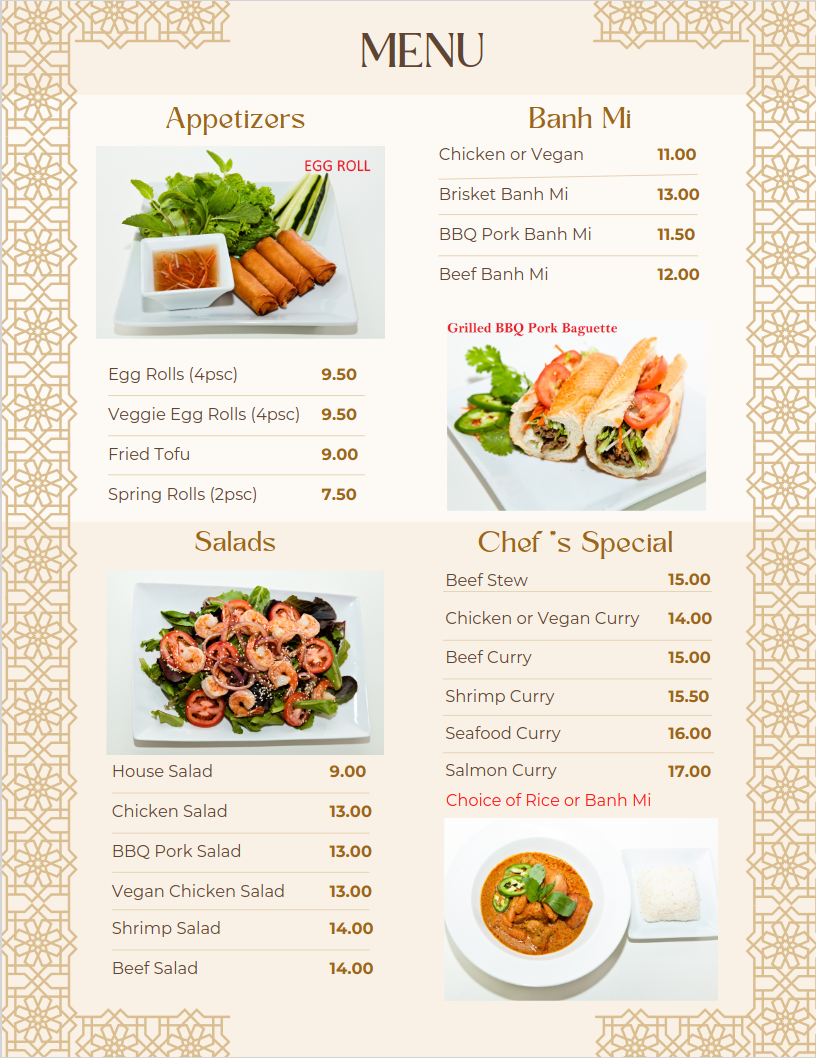 MENU
Appetizers
EGG ROLL
Egg Rolls (4psc) 9.50
Veggie Egg Rolls (4psc) 9.50
Fried Tofu 9.00
Spring Rolls (2psc) 7.50
Banh Mi
Chicken or Vegan 11.00
Brisket Banh Mi 13.00
BBQ Pork Banh Mi 11.50
Beef Banh Mi 12.00
Grilled BBQ Pork Baguette
Salads
House Salad 9.00
Chicken Salad 13.00
BBQ Pork Salad 13.00
Vegan Chicken Salad 13.00
Shrimp Salad 14.00
Beef Salad 14.00
Chef 's Special
Beef Stew 15.00
Chicken or Vegan Curry 14.00
Beef Curry 15.00
Shrimp Curry 15.50
Seafood Curry 16.00
Salmon Curry 17.00
Choice of Rice or Banh Mi